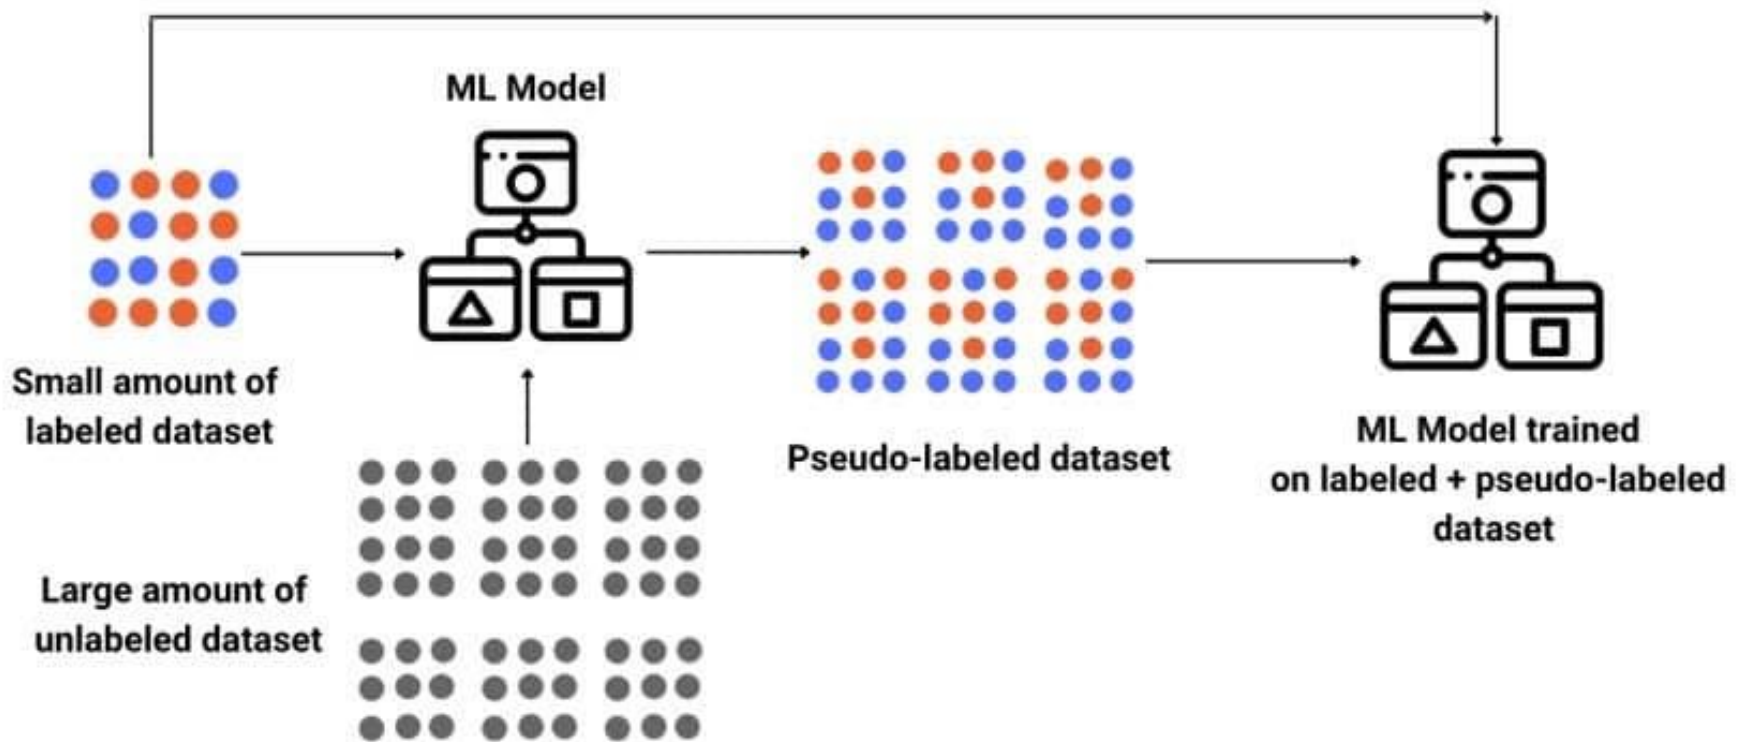 ML Model
Small amount of
labeled dataset
Large amount of
unlabeled dataset
Pseudo-labeled dataset
ML Model trained
on labeled + pseudo-labeled
dataset